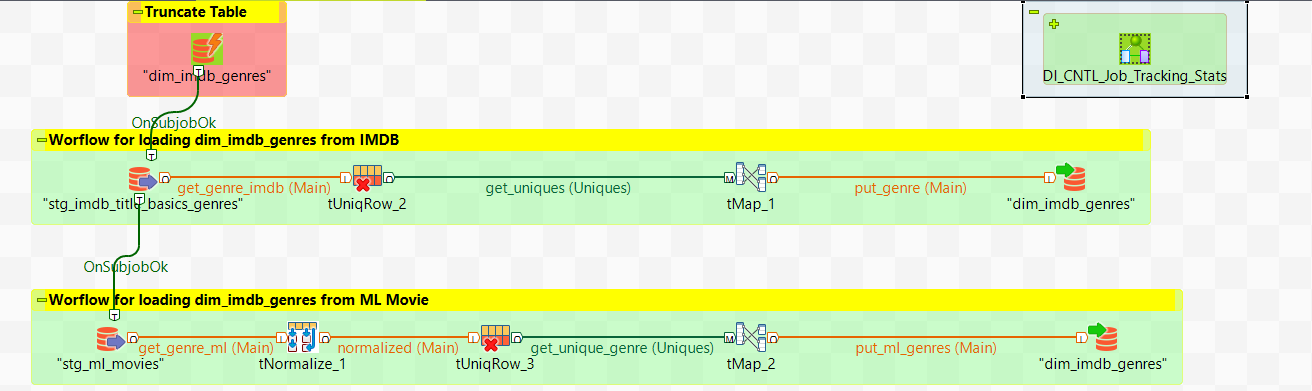 Truncate Table
"dim_imdb_genres"
DI_CNTL_Job_Tracking_Stats
OnSubjobOk
Worflow for loading dim_imdb_genres from IMDB
get_genre_imdb (Main)
get_uniques (Uniques)
put_genre (Main)
"stg_imdb_title_basics_genres"
tUniqRow_2
tMap_1
"dim_imdb_genres"
OnSubjobOk
Worflow for loading dim_imdb_genres from ML Movie
get_genre_ml (Main)
normalized (Main)
get_unique_genre (Uniques)
put_ml_genres (Main)
"stg_ml_movies"
tNormalize_1
tUniqRow_3
tMap_2
"dim_imdb_genres"